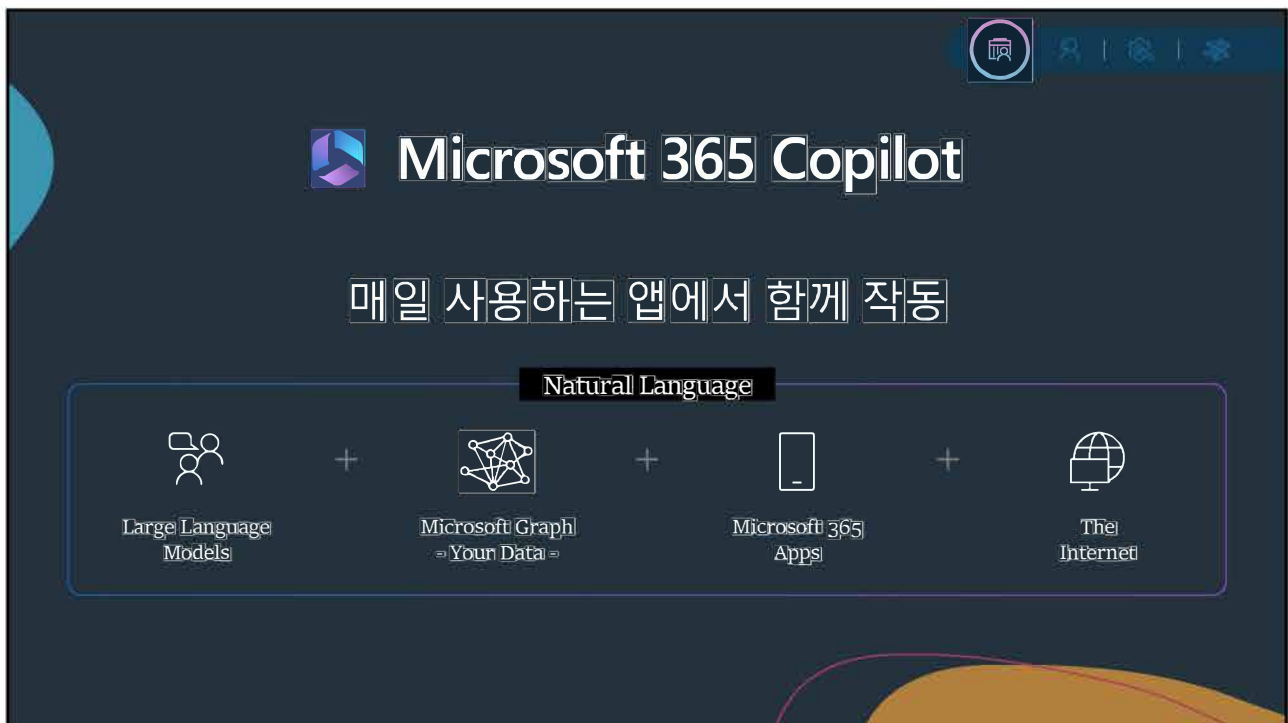 Microsoft 365 Copilot
매일 사용하는 앱에서 함께 작동
Natural Language
Large Language
Models
Microsoft Graph
- Your Data -
Microsoft 365
Apps
The
Internet